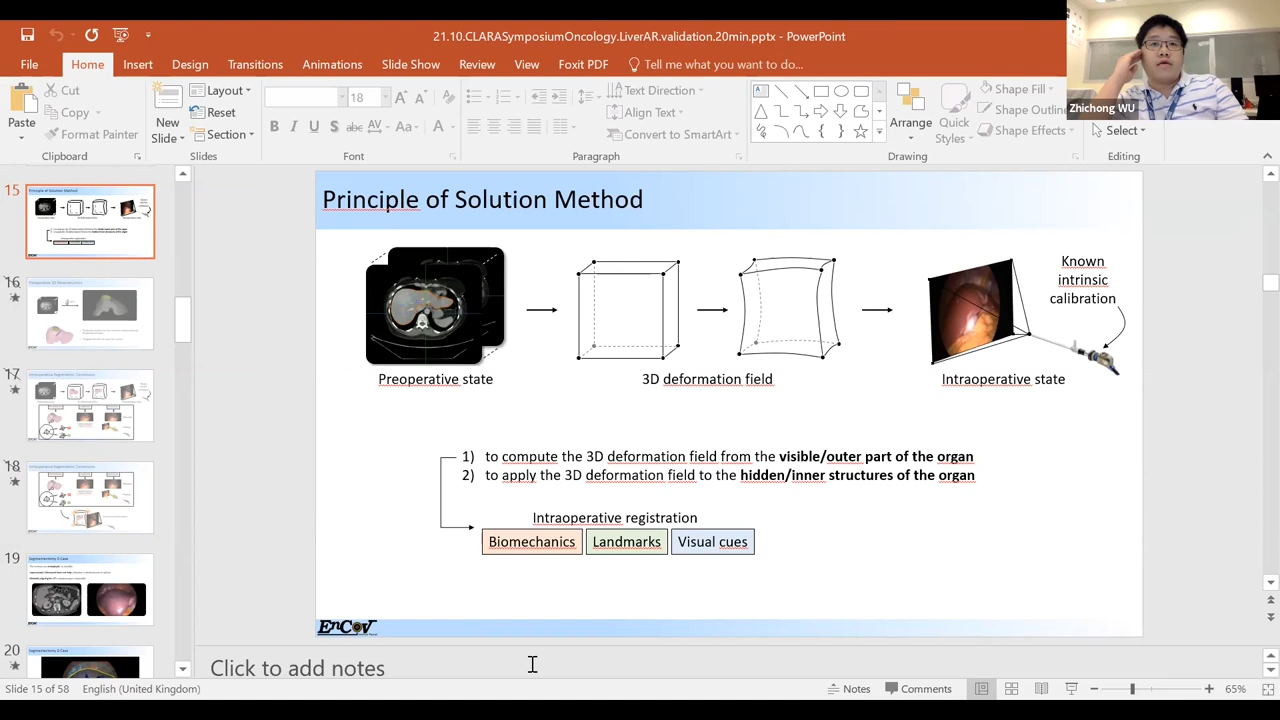 21.10.CLARASymposiumOncology.LiverAR.validation.20min.pptx - PowerPoint
File Home Insert Design Transitions Animations Slide Show Review View Foxit PDF Tell me what you want to do...
Zhichong WU
Paste
Cut
Copy
Format Painter
Clipboard
New
Slide
Layout
Reset
Section
Slides
18
Font
Text Direction
Align Text
Convert to SmartArt
Paragraph
Arrange
Quick
Styles
Shape Fill
Shape Outline
Shape Effects
Drawing
Select
Editing
15
16
17
18
19
20
Principle of Solution Method
Preoperative state
3D deformation field
Intraoperative state
Known
intrinsic
calibration
1) to compute the 3D deformation field from the visible/outer part of the organ
2) to apply the 3D deformation field to the hidden/inner structures of the organ
Intraoperative registration
Biomechanics Landmarks Visual cues
EnCoV
Click to add notes
Slide 15 of 58 English (United Kingdom) Notes Comments 65%